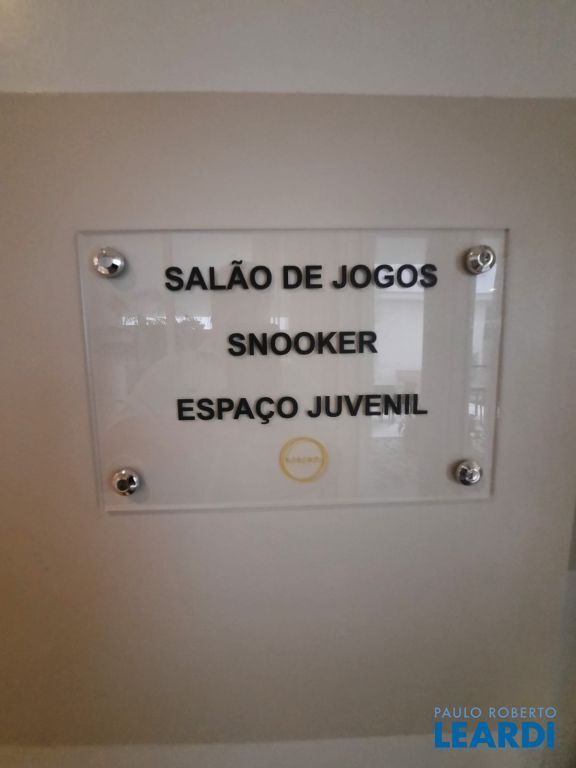 SALÃO DE JOGOS
SNOOKER
ESPAÇO JUVENIL
PAULO ROBERTO
LEARDI